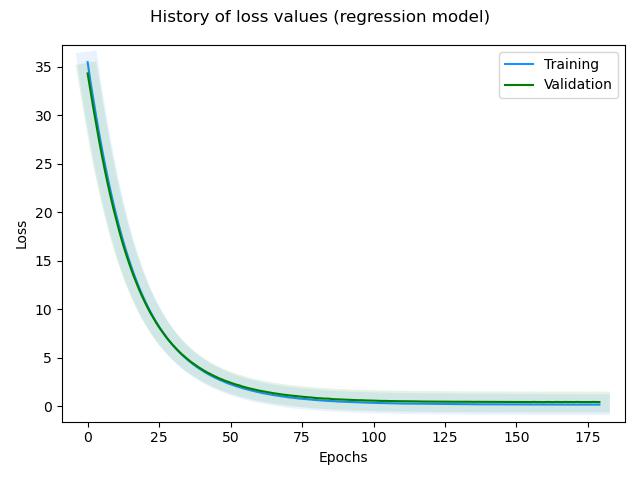 History of loss values (regression model)
Training
Validation
35
30
25
20
15
10
5
0
Loss
0 25 50 75 100 125 150 175
Epochs